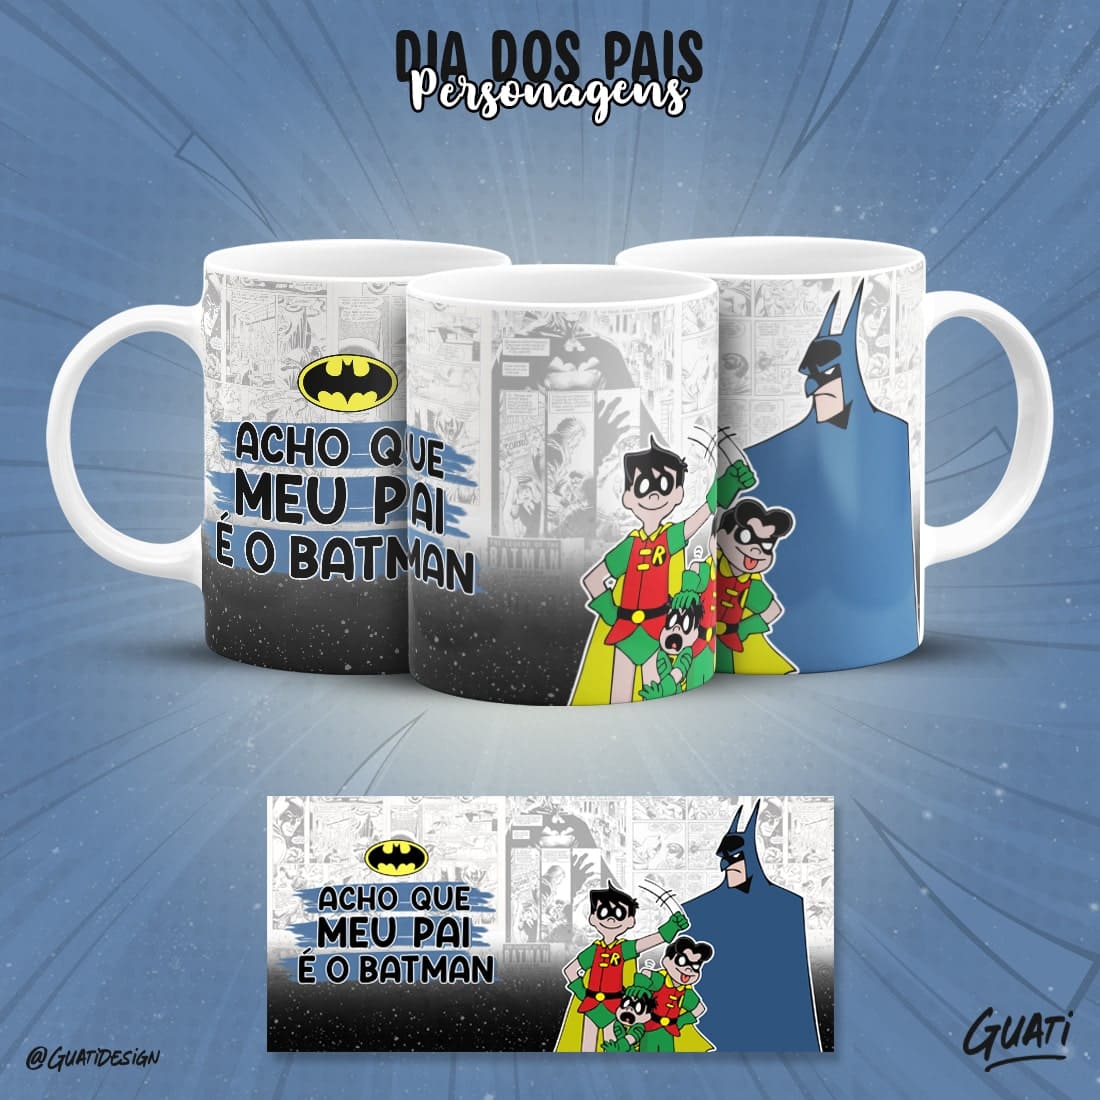 DIA DOS PAIS
Personagens
ACHO QUE
MEU PAI
É O BATMAN
R
ACHO QUE
MEU PAI
É O BATMAN
R
@GUATIDESIGN
GUATI